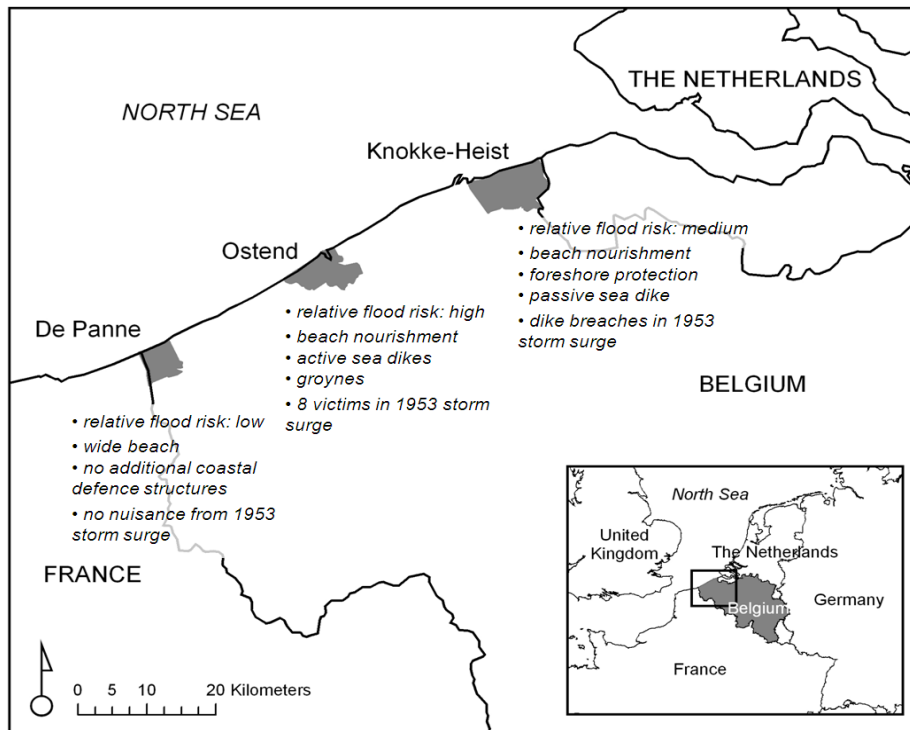 THE NETHERLANDS
NORTH SEA
Knokke-Heist
• relative flood risk: medium
• beach nourishment
• foreshore protection
• passive sea dike
• dike breaches in 1953
storm surge
Ostend
• relative flood risk: high
• beach nourishment
• active sea dikes
• groynes
• 8 victims in 1953 storm
surge
De Panne
• relative flood risk: low
• wide beach
• no additional coastal
defence structures
• no nuisance from 1953
storm surge
BELGIUM
FRANCE
0 5 10 20 Kilometers
North Sea
United
Kingdom
The Netherlands
Belgium
Germany
France